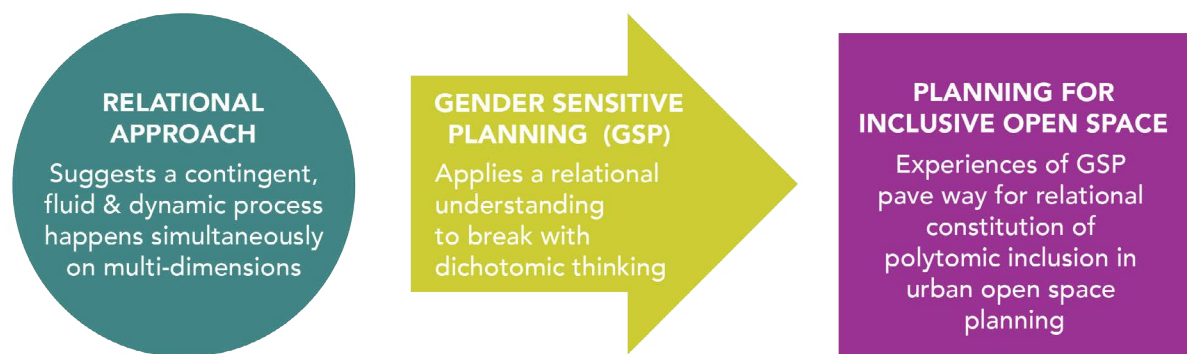 RELATIONAL
APPROACH
Suggests a contingent,
fluid & dynamic process
happens simultaneously
on multi-dimensions
GENDER SENSITIVE
PLANNING (GSP)
Applies a relational
understanding
to break with
dichotomic thinking
PLANNING FOR
INCLUSIVE OPEN SPACE
Experiences of GSP
pave way for relational
constitution of
polytomic inclusion in
urban open space
planning